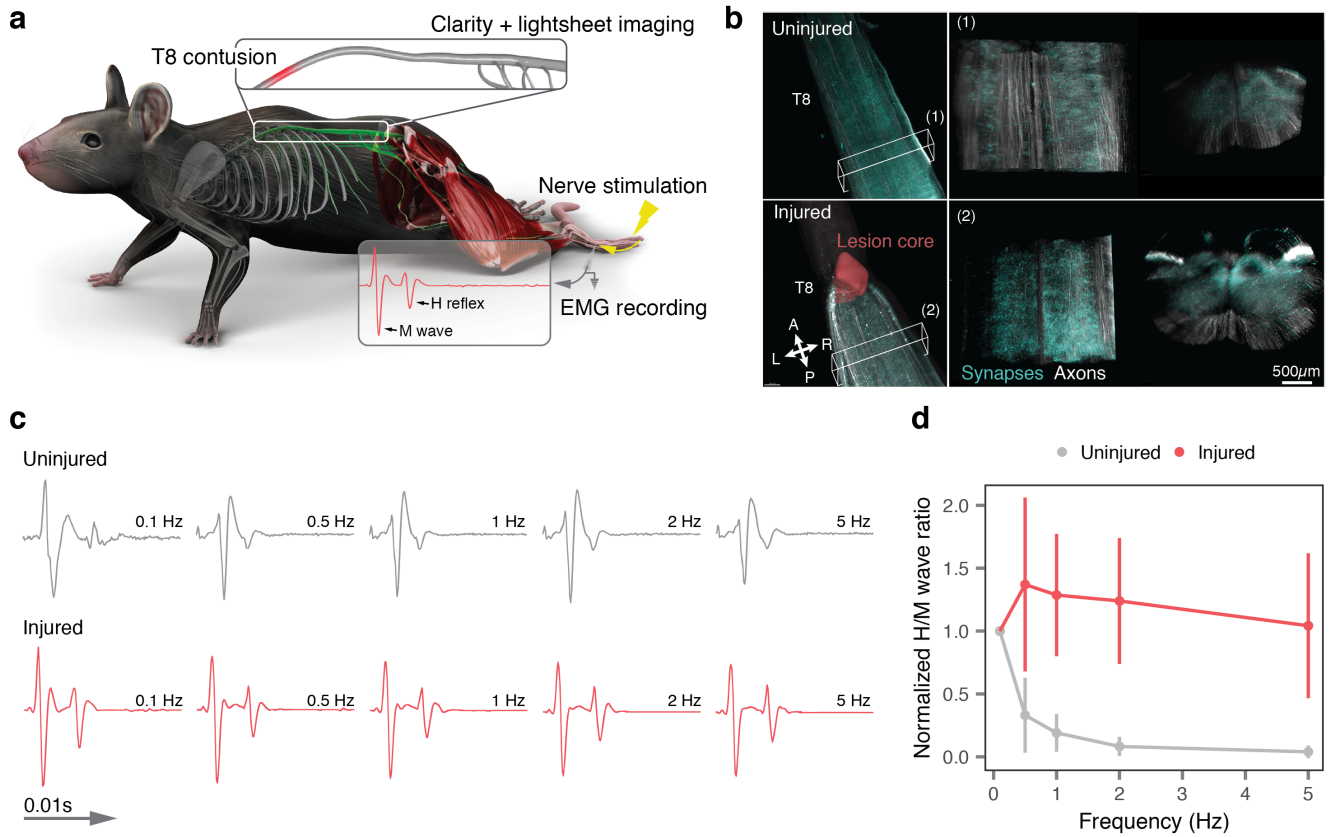 a
Clarity + lightsheet imaging
T8 contusion
Nerve stimulation
EMG recording
H reflex
M wave
b
Uninjured
T8
(1)
(1)
Injured
Lesion core
T8
(2)
A
R
L
P
(2)
Synapses Axons
500µm
c
Uninjured
0.1 Hz
0.5 Hz
1 Hz
2 Hz
5 Hz
Injured
0.1 Hz
0.5 Hz
1 Hz
2 Hz
5 Hz
0.01s
d
Uninjured Injured
Normalized H/M wave ratio
2.0
1.5
1.0
0.5
0.0
0 1 2 3 4 5
Frequency (Hz)